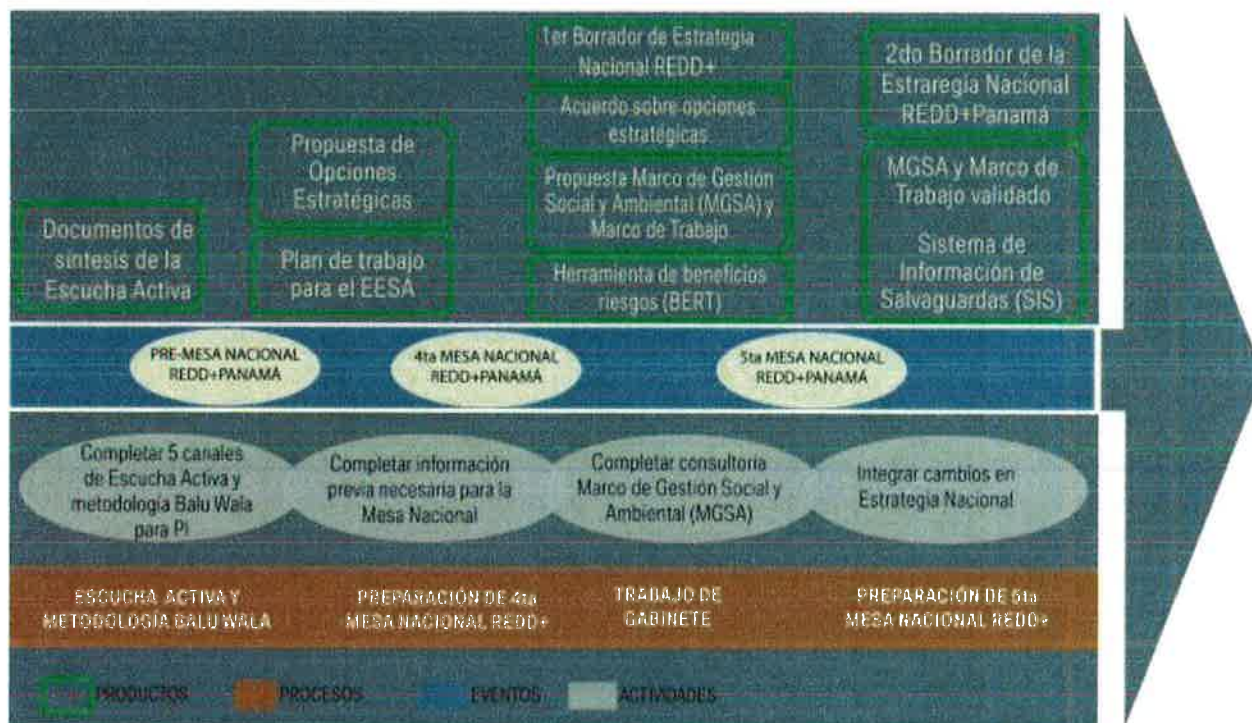 1er Borrador de Estrategia
Nacional REDD+
Acuerdo sobre opciones
estratégicas
Propuesta Marco de Gestión
Social y Ambiental (MGSA) y
Marco de Trabajo
Herramienta de beneficios
riesgos (BERT)
2do Borrador de la
Estraregia Nacional
REDD+Panamá
MGSA y Marco de
Trabajo validado
Sistema de
Información de
Salvaguardas (SIS)
Propuesta de
Opciones
Estratégicas
Plan de trabajo
para el EESA
Documentos de
síntesis de la
Escucha Activa
PRE-MESA NACIONAL
REDD+PANAMÁ
4ta MESA NACIONAL
REDD+PANAMÁ
5ta MESA NACIONAL
REDD+PANAMÁ
Completar 5 canales
de Escucha Activa y
metodología Balu Wala
para PI
Completar información
previa necesaria para la
Mesa Nacional
Completar consultoría
Marco de Gestión Social y
Ambiental (MGSA)
Integrar cambios en
Estrategia Nacional
ESCUCHA ACTIVA Y
METODOLOGÍA BALU WALA
PREPARACIÓN DE 4ta
MESA NACIONAL REDD+
TRABAJO DE
GABINETE
PREPARACIÓN DE 5ta
MESA NACIONAL REDD+
PRODUCTOS
PROCESOS
EVENTOS
ACTIVIDADES